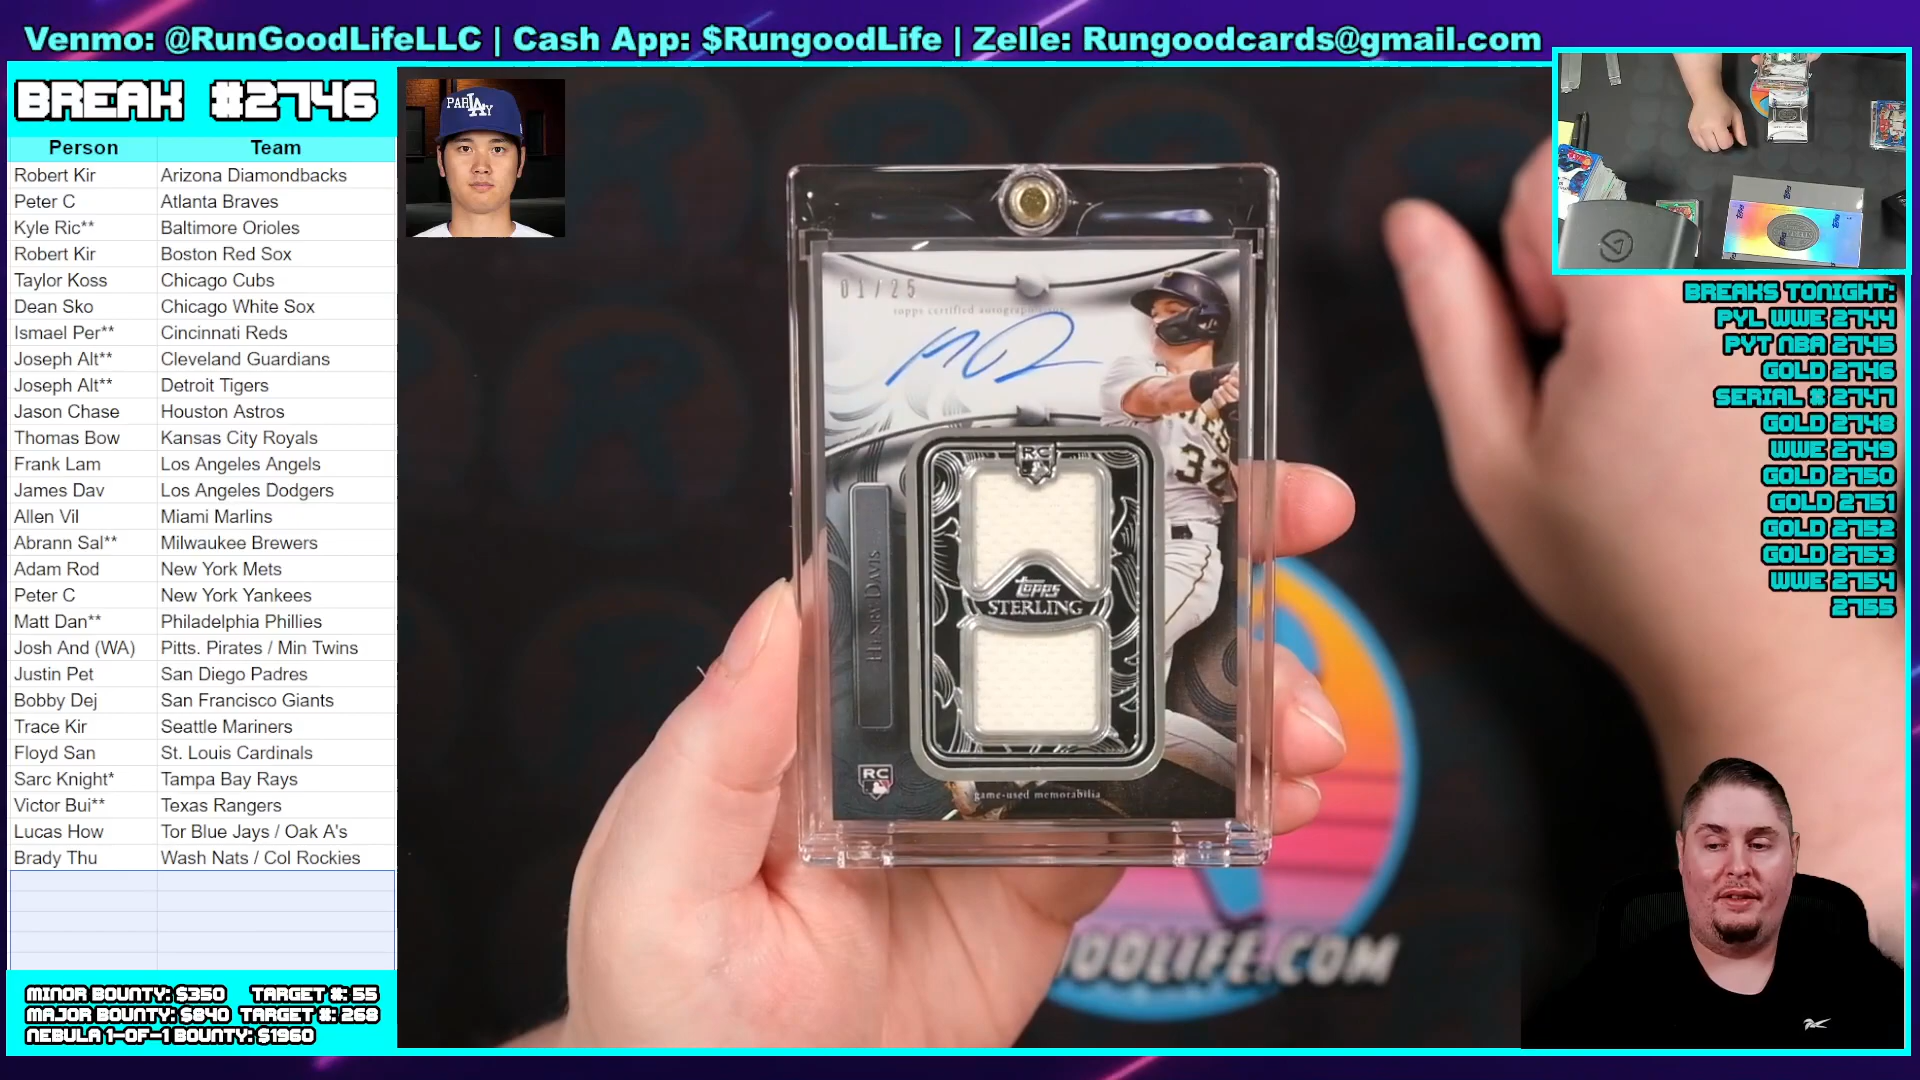 Venmo: @RunGoodLifeLLC | Cash App: $RungoodLife | Zelle: Rungoodcards@gmail.com
BREAK #2746
Person Team
Robert Kir Arizona Diamondbacks
Peter C Atlanta Braves
Kyle Ric** Baltimore Orioles
Robert Kir Boston Red Sox
Taylor Koss Chicago Cubs
Dean Sko Chicago White Sox
Ismael Per** Cincinnati Reds
Joseph Alt** Cleveland Guardians
Joseph Alt** Detroit Tigers
Jason Chase Houston Astros
Thomas Bow Kansas City Royals
Frank Lam Los Angeles Angels
James Dav Los Angeles Dodgers
Allen Vil Miami Marlins
Abrann Sal** Milwaukee Brewers
Adam Rod New York Mets
Peter C New York Yankees
Matt Dan** Philadelphia Phillies
Josh And (WA) Pitts. Pirates / Min Twins
Justin Pet San Diego Padres
Bobby Dej San Francisco Giants
Trace Kir Seattle Mariners
Floyd San St. Louis Cardinals
Sarc Knight* Tampa Bay Rays
Victor Bui** Texas Rangers
Lucas How Tor Blue Jays / Oak A's
Brady Thu Wash Nats / Col Rockies
MINOR BOUNTY: $350 TARGET #: 55
MAJOR BOUNTY: $840 TARGET #: 268
NEBULA 1-OF-1 BOUNTY: $1960
PARLAY
01/25
topps certified autograph
32
RC
HENRY DAVIS
Topps
STERLING
RC
game-used memorabilia
OODLIFE.COM
BREAKS TONIGHT:
PYL WWE 2744
PYT NBA 2745
GOLD 2746
SERIAL # 2747
GOLD 2748
WWE 2749
GOLD 2750
GOLD 2751
GOLD 2752
GOLD 2753
WWE 2754
2755